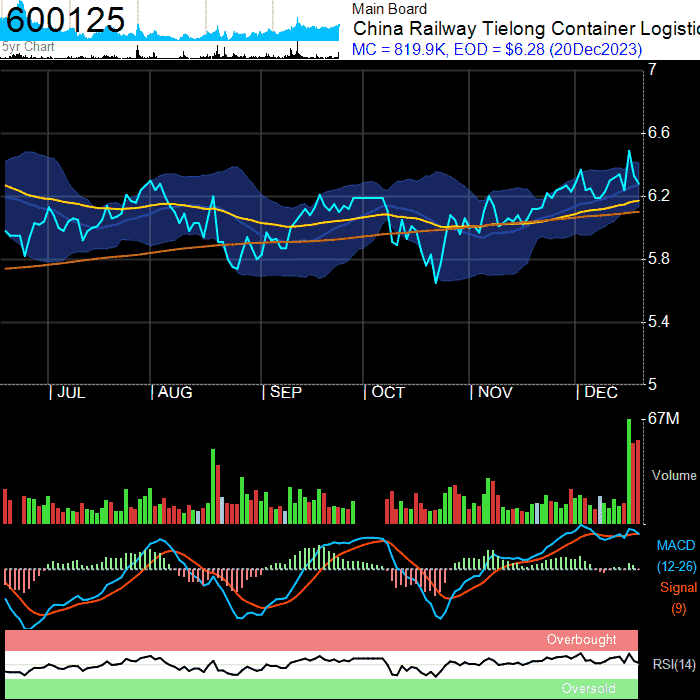 600125
5yr Chart
Main Board
China Railway Tielong Container Logistic
MC = 819.9K, EOD = $6.28 (20Dec2023)
7
6.6
6.2
5.8
5.4
5
JUL
AUG
SEP
OCT
NOV
DEC
67M
Volume
MACD
(12-26)
Signal
(9)
Overbought
RSI(14)
Oversold